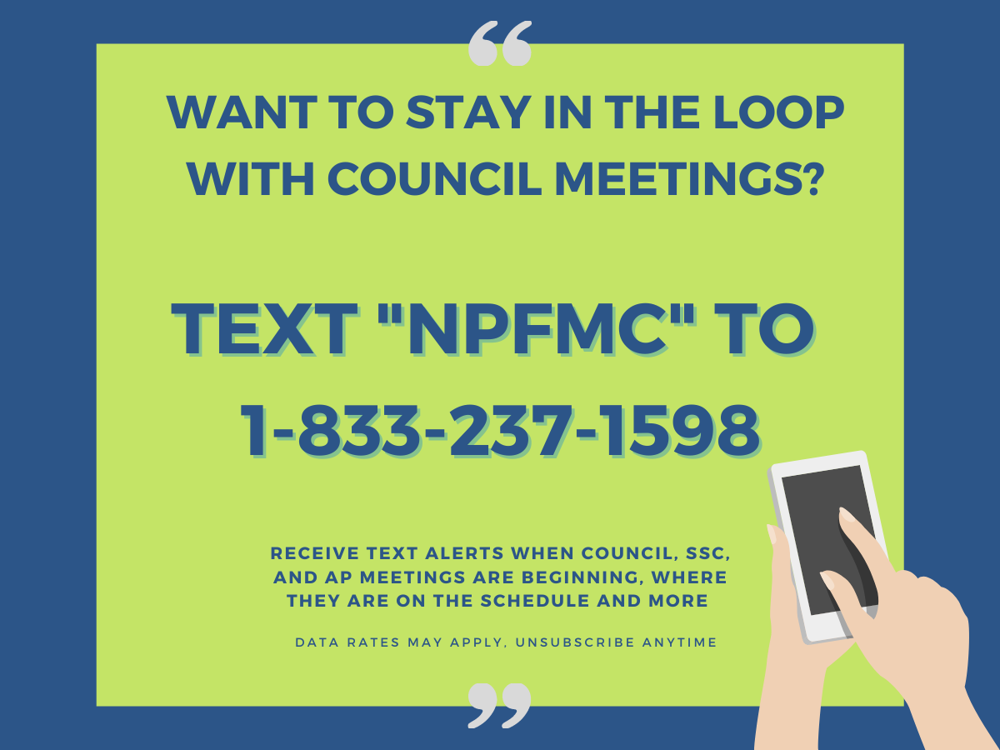 WANT TO STAY IN THE LOOP
WITH COUNCIL MEETINGS?
TEXT "NPFMC" TO
1-833-237-1598
RECEIVE TEXT ALERTS WHEN COUNCIL, SSC,
AND AP MEETINGS ARE BEGINNING, WHERE
THEY ARE ON THE SCHEDULE AND MORE
DATA RATES MAY APPLY, UNSUBSCRIBE ANYTIME